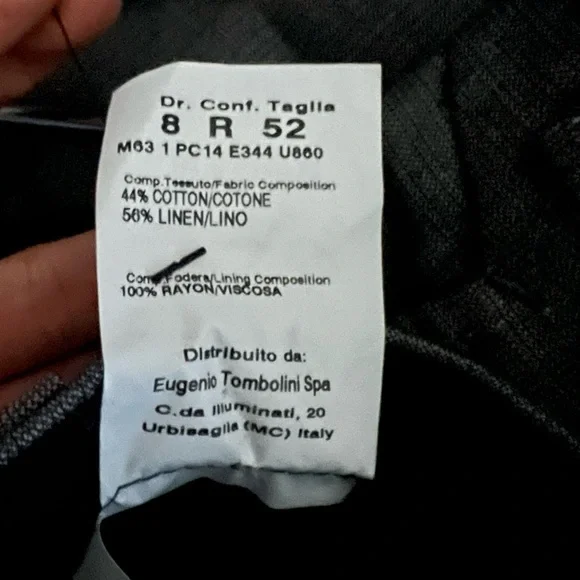 Dr. Conf. Taglia
8 R 52
M63 1 PC14 E344 U860
Comp.Tessuto/Fabric Composition
44% COTTON/COTONE
56% LINEN/LINO
Comp.Fodera/Lining Composition
100% RAYON/VISCOSA
Distribuito da:
Eugenio Tombolini Spa
C.da Illuminati, 20
Urbisaglia (MC) Italy